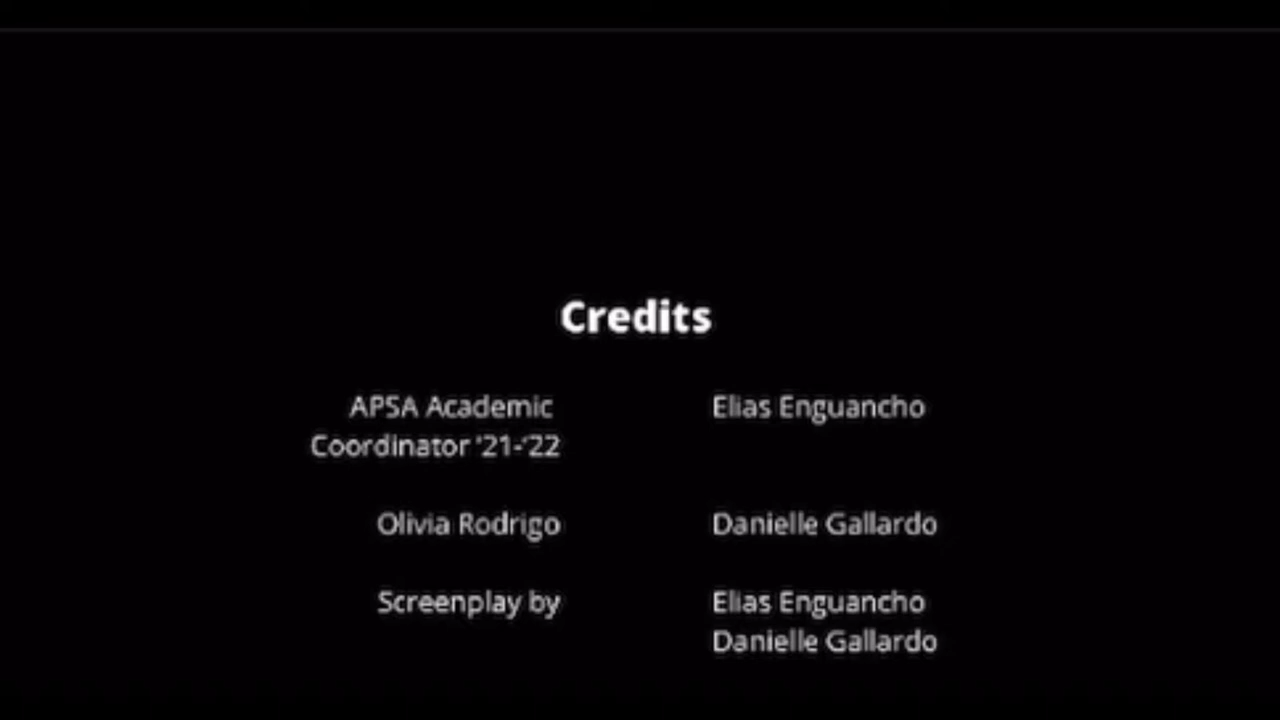 Credits
APSA Academic Elias Enguancho
Coordinator '21-'22
Olivia Rodrigo Danielle Gallardo
Screenplay by Elias Enguancho
Danielle Gallardo